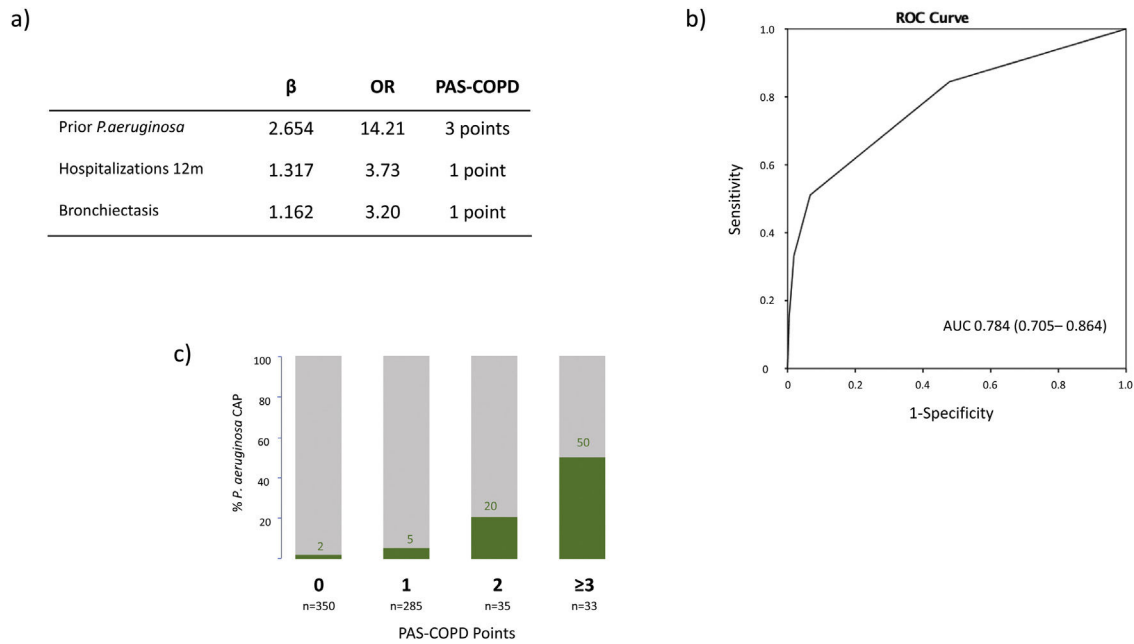 a)
β OR PAS-COPD
Prior P.aeruginosa 2.654 14.21 3 points
Hospitalizations 12m 1.317 3.73 1 point
Bronchiectasis 1.162 3.20 1 point
b)
ROC Curve
1.0
0.8
0.6
0.4
0.2
0
Sensitivity
AUC 0.784 (0.705– 0.864)
0 0.2 0.4 0.6 0.8 1.0
1-Specificity
c)
% P. aeruginosa CAP
100
80
60
40
20
2 5 20 50
0 1 2 ≥3
n=350 n=285 n=35 n=33
PAS-COPD Points